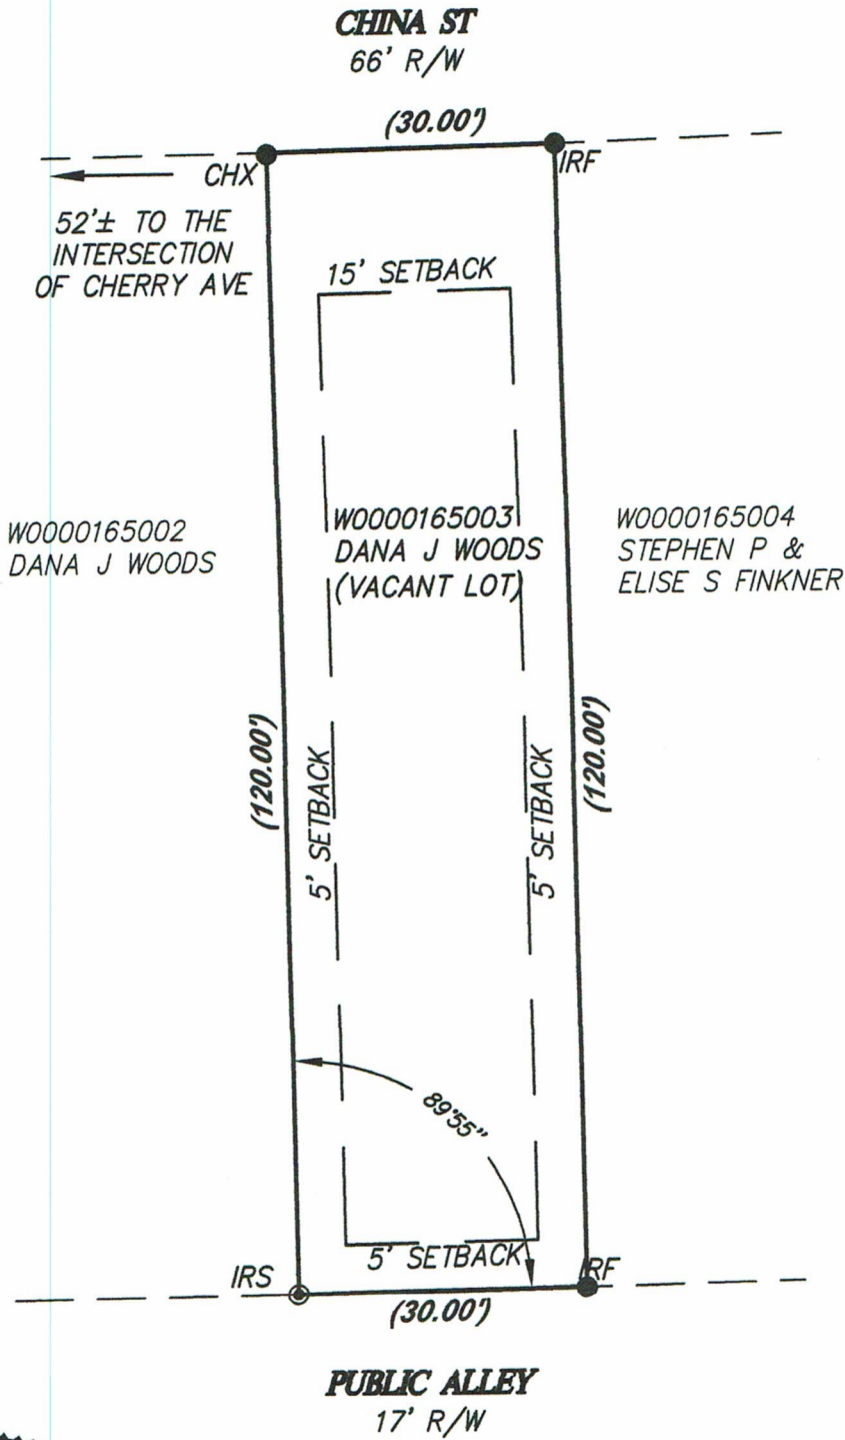 CHINA ST
66' R/W
(30.00')
CHX
IRF
52'± TO THE
INTERSECTION
OF CHERRY AVE
15' SETBACK
W0000165002
DANA J WOODS
W0000165003
DANA J WOODS
(VACANT LOT)
W0000165004
STEPHEN P &
ELISE S FINKNER
(120.00')
5' SETBACK
5' SETBACK
(120.00')
89'55"
5' SETBACK
IRS
IRF
(30.00')
PUBLIC ALLEY
17' R/W